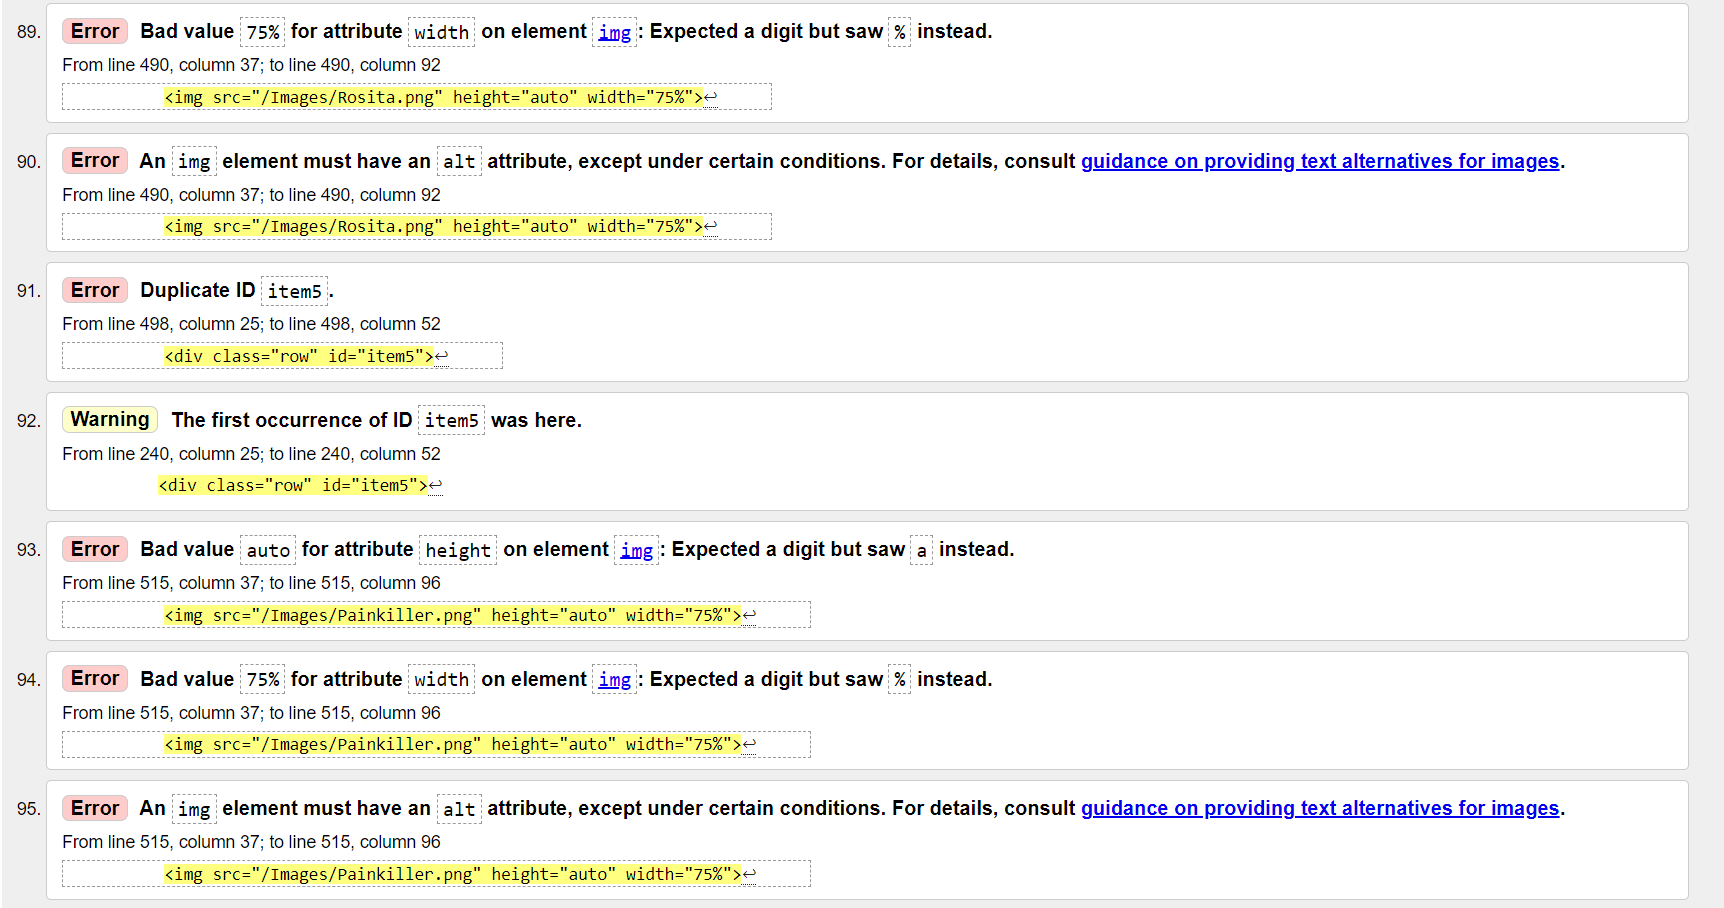 89. Error Bad value 75% for attribute width on element img: Expected a digit but saw % instead.
From line 490, column 37; to line 490, column 92
<img src="/Images/Rosita.png" height="auto" width="75%">↩
90. Error An img element must have an alt attribute, except under certain conditions. For details, consult guidance on providing text alternatives for images.
From line 490, column 37; to line 490, column 92
<img src="/Images/Rosita.png" height="auto" width="75%">↩
91. Error Duplicate ID item5.
From line 498, column 25; to line 498, column 52
<div class="row" id="item5">↩
92. Warning The first occurrence of ID item5 was here.
From line 240, column 25; to line 240, column 52
<div class="row" id="item5">↩
93. Error Bad value auto for attribute height on element img: Expected a digit but saw a instead.
From line 515, column 37; to line 515, column 96
<img src="/Images/Painkiller.png" height="auto" width="75%">↩
94. Error Bad value 75% for attribute width on element img: Expected a digit but saw % instead.
From line 515, column 37; to line 515, column 96
<img src="/Images/Painkiller.png" height="auto" width="75%">↩
95. Error An img element must have an alt attribute, except under certain conditions. For details, consult guidance on providing text alternatives for images.
From line 515, column 37; to line 515, column 96
<img src="/Images/Painkiller.png" height="auto" width="75%">↩